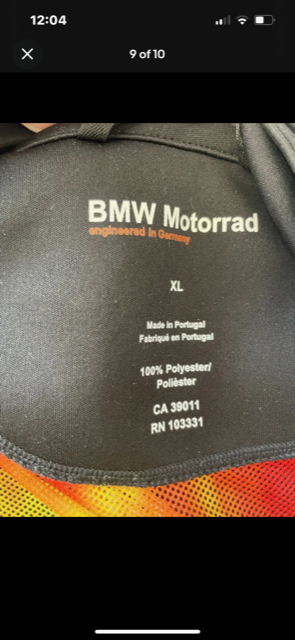 12:04
9 of 10
BMW Motorrad
engineered in Germany
XL
Made in Portugal
Fabriqué en Portugal
100% Polyester/
Polièster
CA 39011
RN 103331